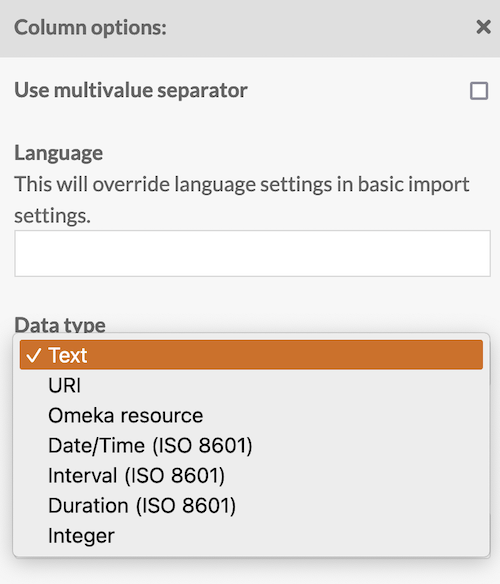 Column options:
Use multivalue separator
Language
This will override language settings in basic import
settings.
Data type
Text
URI
Omeka resource
Date/Time (ISO 8601)
Interval (ISO 8601)
Duration (ISO 8601)
Integer